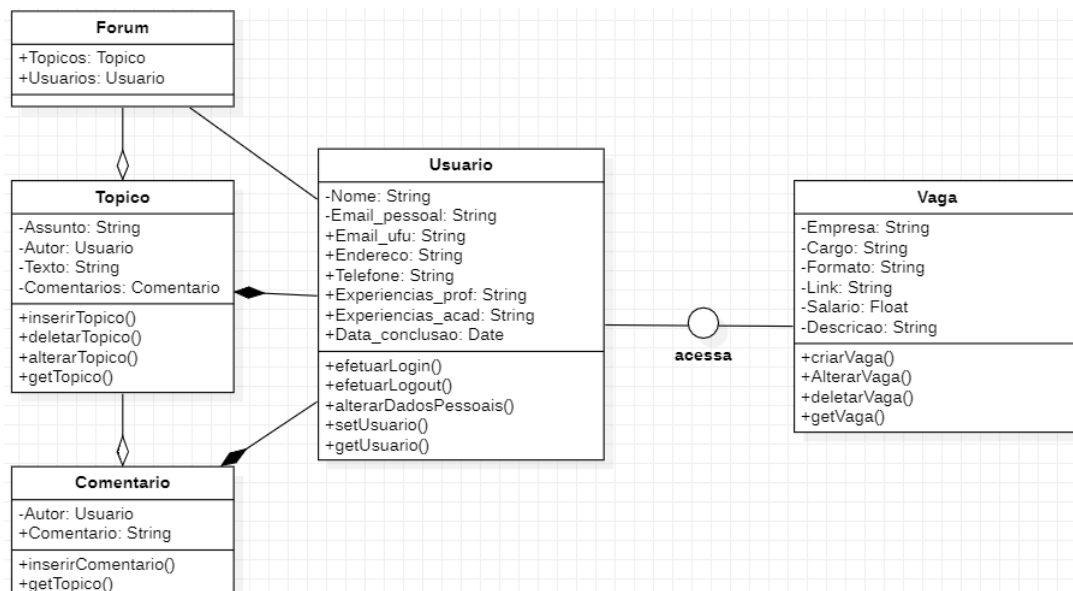 Forum
+Topicos: Topico
+Usuarios: Usuario
Topico
-Assunto: String
-Autor: Usuario
-Texto: String
-Comentarios: Comentario
+inserirTopico()
+deletarTopico()
+alterarTopico()
+getTopico()
Comentario
-Autor: Usuario
+Comentario: String
+inserirComentario()
+getTopico()
Usuario
-Nome: String
-Email_pessoal: String
+Email_ufu: String
+Endereco: String
+Telefone: String
+Experiencias_prof: String
+Experiencias_acad: String
+Data_conclusao: Date
+efetuarLogin()
+efetuarLogout()
+alterarDadosPessoais()
+setUsuario()
+getUsuario()
acessa
Vaga
-Empresa: String
-Cargo: String
-Formato: String
-Link: String
-Salario: Float
-Descricao: String
+criarVaga()
+AlterarVaga()
+deletarVaga()
+getVaga()